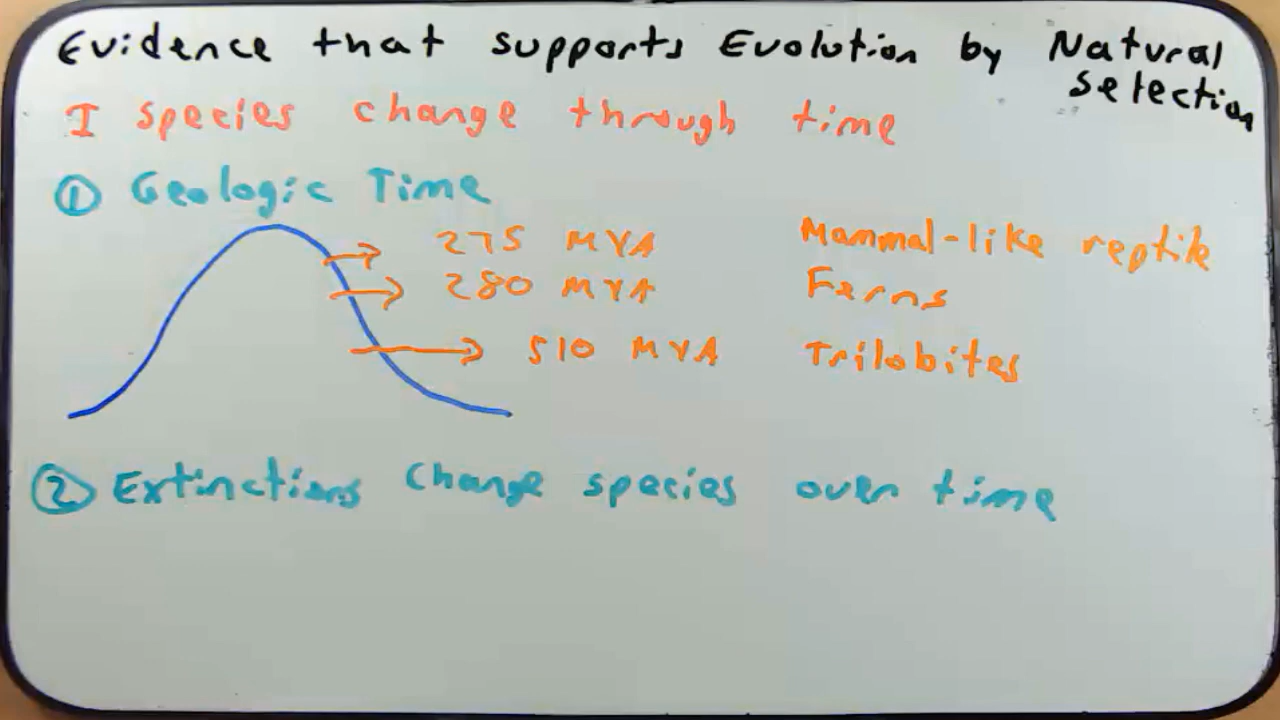 Evidence that supports Evolution by Natural
Selection
I species change through time
① Geologic Time
275 MYA Mammal-like reptile
280 MYA Ferns
510 MYA Trilobites
② Extinctions change species over time